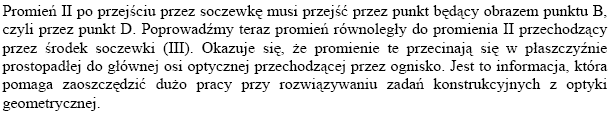 Promień II po przejściu przez soczewkę musi przejść przez punkt będący obrazem punktu B,
czyli przez punkt D. Poprowadźmy teraz promień równoległy do promienia II przechodzący
przez środek soczewki (III). Okazuje się, że promienie te przecinają się w płaszczyźnie
prostopadłej do głównej osi optycznej przechodzącej przez ognisko. Jest to informacja, która
pomaga zaoszczędzić dużo pracy przy rozwiązywaniu zadań konstrukcyjnych z optyki
geometrycznej.